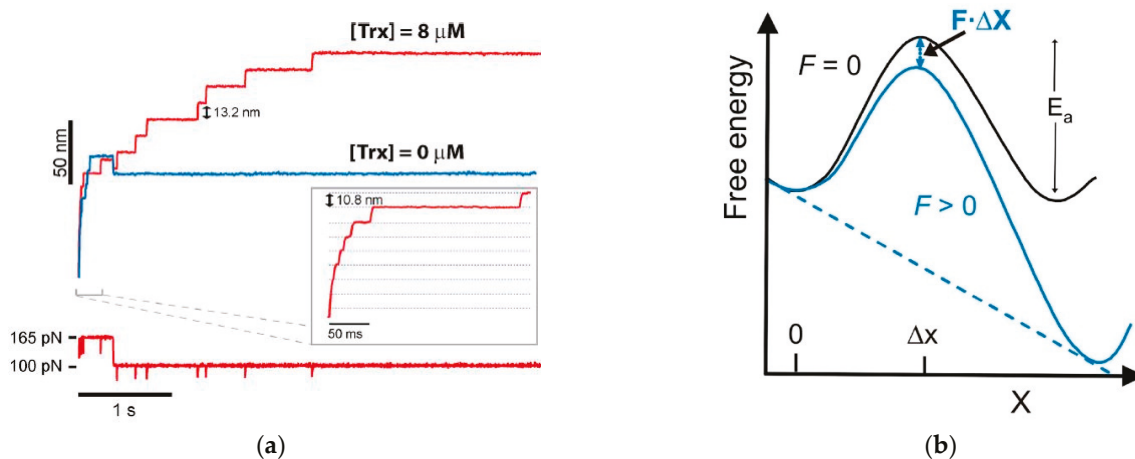 [Trx] = 8 μM
13.2 nm
50 nm
[Trx] = 0 μM
10.8 nm
50 ms
165 pN
100 pN
1 s
(a)
F·ΔX
F = 0
Ea
Free energy
F > 0
0
Δx
X
(b)